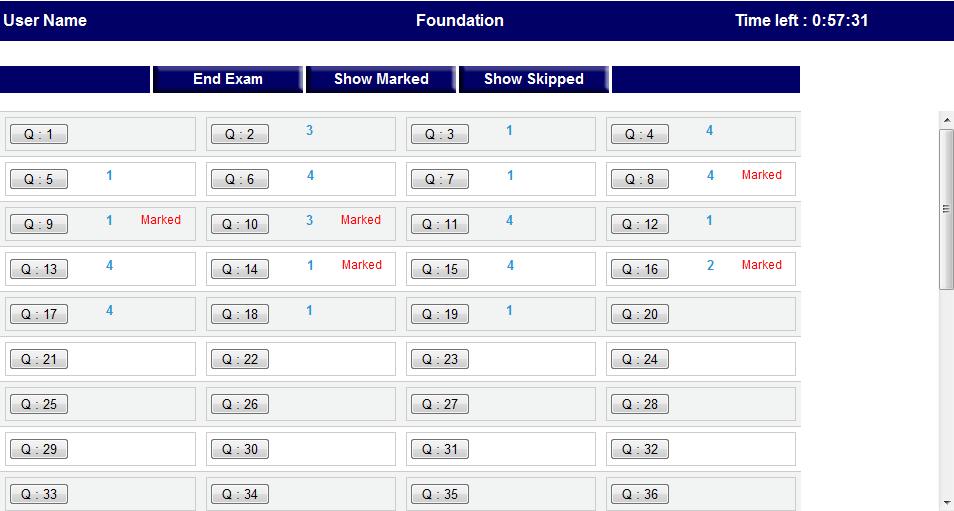 User Name Foundation Time left : 0:57:31
End Exam Show Marked Show Skipped
Q : 1 Q : 2 3 Q : 3 1 Q : 4 4
Q : 5 1 Q : 6 4 Q : 7 1 Q : 8 4 Marked
Q : 9 1 Marked Q : 10 3 Marked Q : 11 4 Q : 12 1
Q : 13 4 Q : 14 1 Marked Q : 15 4 Q : 16 2 Marked
Q : 17 4 Q : 18 1 Q : 19 1 Q : 20
Q : 21 Q : 22 Q : 23 Q : 24
Q : 25 Q : 26 Q : 27 Q : 28
Q : 29 Q : 30 Q : 31 Q : 32
Q : 33 Q : 34 Q : 35 Q : 36